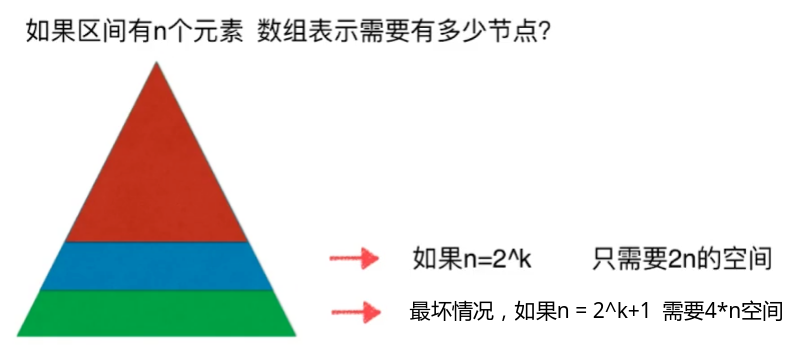 如果区间有n个元素 数组表示需要有多少节点?
如果n=2^k 只需要2n的空间
最坏情况，如果n = 2^k+1 需要4*n空间